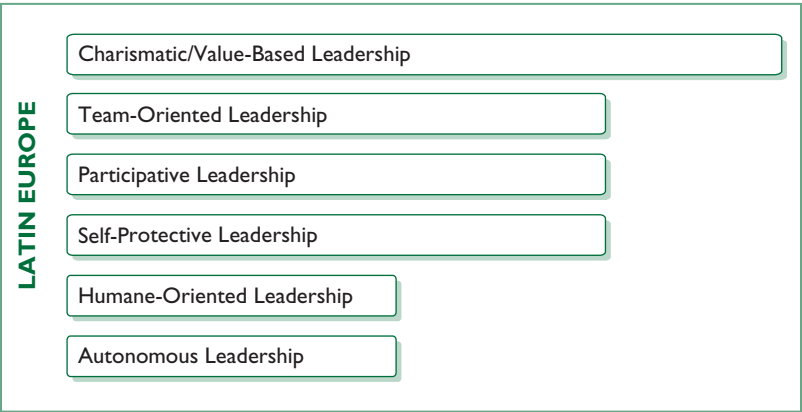 LATIN EUROPE
Charismatic/Value-Based Leadership
Team-Oriented Leadership
Participative Leadership
Self-Protective Leadership
Humane-Oriented Leadership
Autonomous Leadership